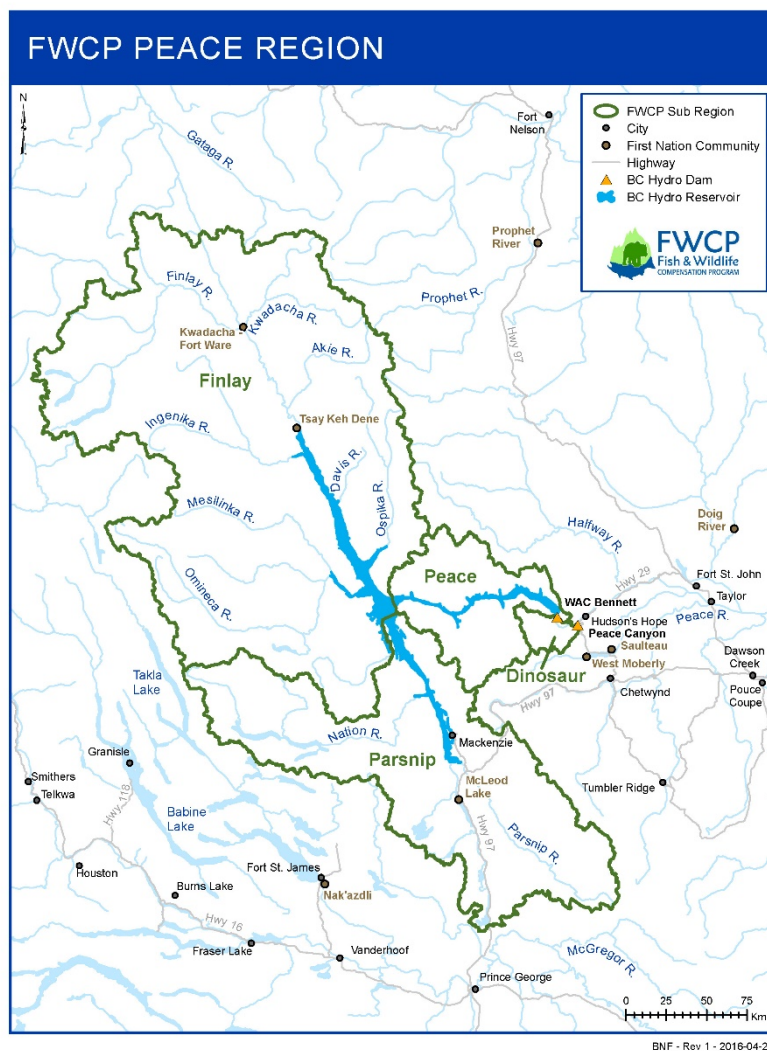 FWCP PEACE REGION
N
FWCP Sub Region
City
First Nation Community
Highway
BC Hydro Dam
BC Hydro Reservoir
FWCP
Fish & Wildlife
COMPENSATION PROGRAM
Fort
Nelson
Gataga R.
Prophet
River
Finlay R.
Prophet R.
Kwadacha R.
Kwadacha
Fort Ware
Akie R.
Hwy 97
Finlay
Ingenika R.
Tsay Keh Dene
Davis R.
Ospika R.
Mesilinka R.
Doig
River
Halfway R.
Omineca R.
Peace
Hwy 29
Fort St. John
WAC Bennett
Taylor
Hudson's Hope
Peace R.
Peace Canyon
Saulteau
West Moberly
Dawson
Creek
Takla
Lake
Dinosaur
Chetwynd
Pouce
Coupe
Hwy 97
Nation R.
Mackenzie
Granisle
Parsnip
Smithers
Telkwa
Hwy 118
McLeod
Lake
Tumbler Ridge
Babine
Lake
Parsnip R.
Hwy 97
Houston
Fort St. James
Burns Lake
Nak'azdli
Hwy 16
Fraser Lake
Vanderhoof
McGregor R.
Prince George
0 25 50 75
Km
BNF - Rev 1 - 2016-04-2